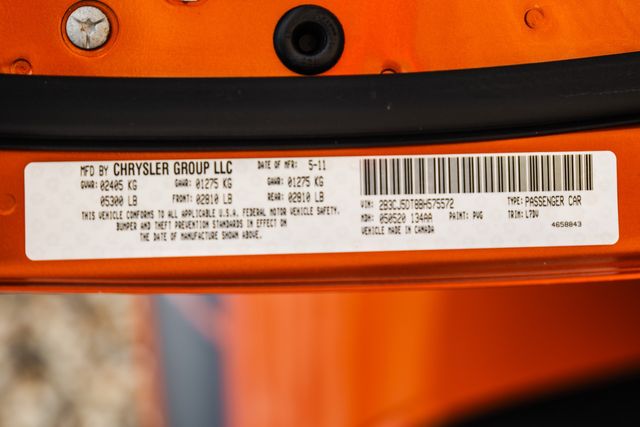 MFD BY CHRYSLER GROUP LLC DATE OF MFR: 5-11
GVWR: 02405 KG GAWR: 01275 KG GAWR: 01275 KG
05300 LB FRONT: 02810 LB REAR: 02810 LB
THIS VEHICLE CONFORMS TO ALL APPLICABLE U.S.A. FEDERAL MOTOR VEHICLE SAFETY,
BUMPER AND THEFT PREVENTION STANDARDS IN EFFECT ON
THE DATE OF MANUFACTURE SHOWN ABOVE.
VIN: 2B3CJ5DT8BH575572 TYPE: PASSENGER CAR
MDH: 050520 134AA PAINT: PVG TRIM: L7DV
VEHICLE MADE IN CANADA 4658843